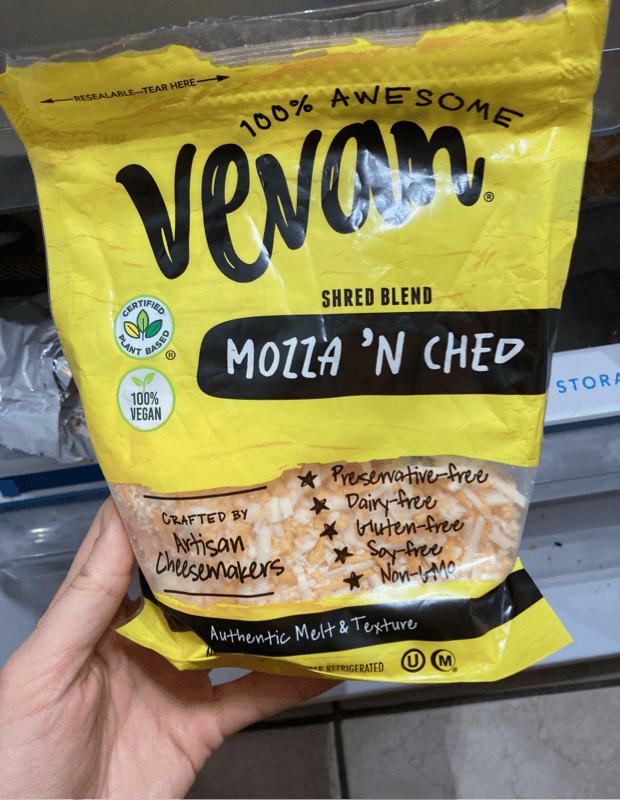 RESEALABLE—TEAR HERE
100% AWESOME
VEVAN®
SHRED BLEND
MOZZA 'N CHED
CERTIFIED
PLANT BASED
®
100%
VEGAN
STORA
CRAFTED BY
Artisan
Cheesemakers
★ Preservative-free
★ Dairy-free
★ Gluten-free
★ Soy-free
★ Non-GMO
Authentic Melt & Texture
REFRIGERATED
U M